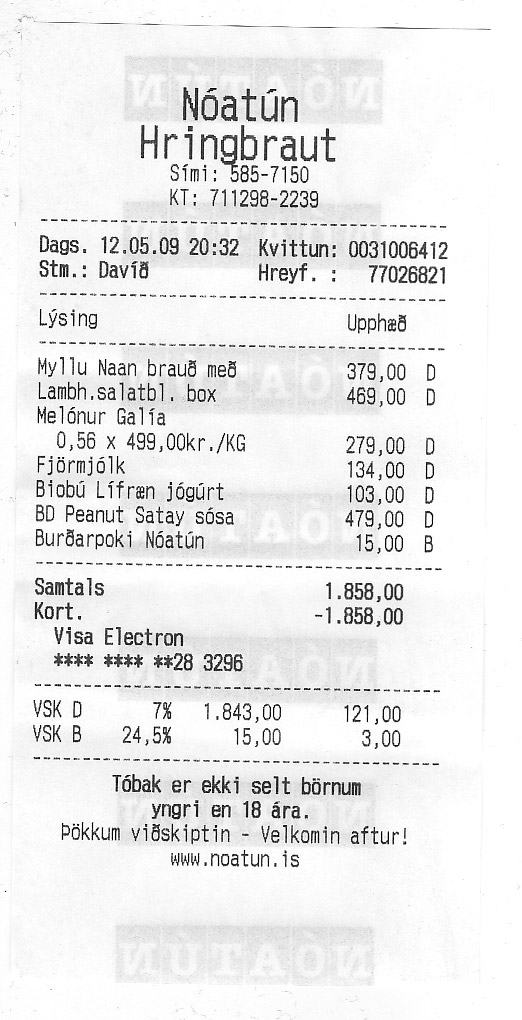 Nóatún
Hringbraut
Sími: 585-7150
KT: 711298-2239
Dags. 12.05.09 20:32 Kvittun: 0031006412
Stm.: Davíð Hreyf. : 77026821
Lýsing Upphæð
Myllu Naan brauð með 379,00 D
Lambh.salatbl. box 469,00 D
Melónur Galía
0,56 x 499,00kr./KG 279,00 D
Fjörmjólk 134,00 D
Biobú Lífræn jógúrt 103,00 D
BD Peanut Satay sósa 479,00 D
Burðarpoki Nóatún 15,00 B
Samtals 1.858,00
Kort. -1.858,00
Visa Electron
**** **** **28 3296
VSK D 7% 1.843,00 121,00
VSK B 24,5% 15,00 3,00
Tóbak er ekki selt börnum
yngri en 18 ára.
Þökkum viðskiptin - Velkomin aftur!
www.noatun.is